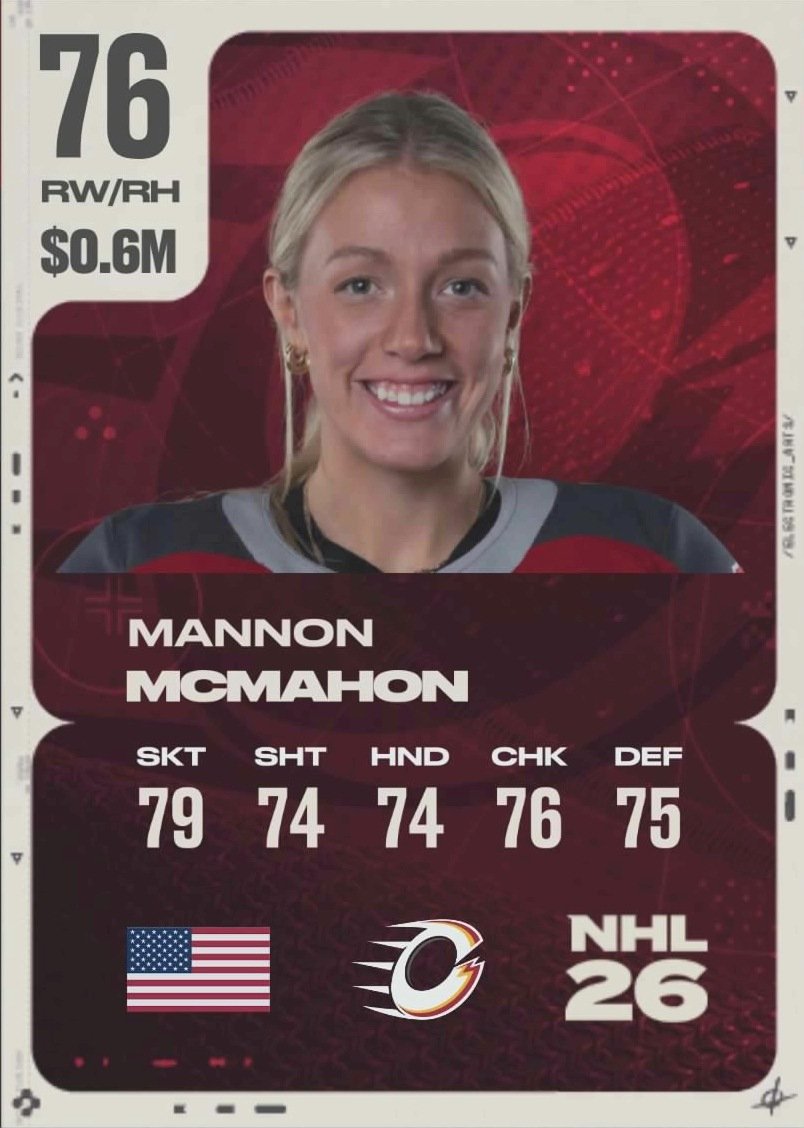 76
RW/RH
$0.6M
MANNON
MCMAHON
SKT SHT HND CHK DEF
79 74 74 76 75
NHL
26
/ELECTRONIC_ARTS/